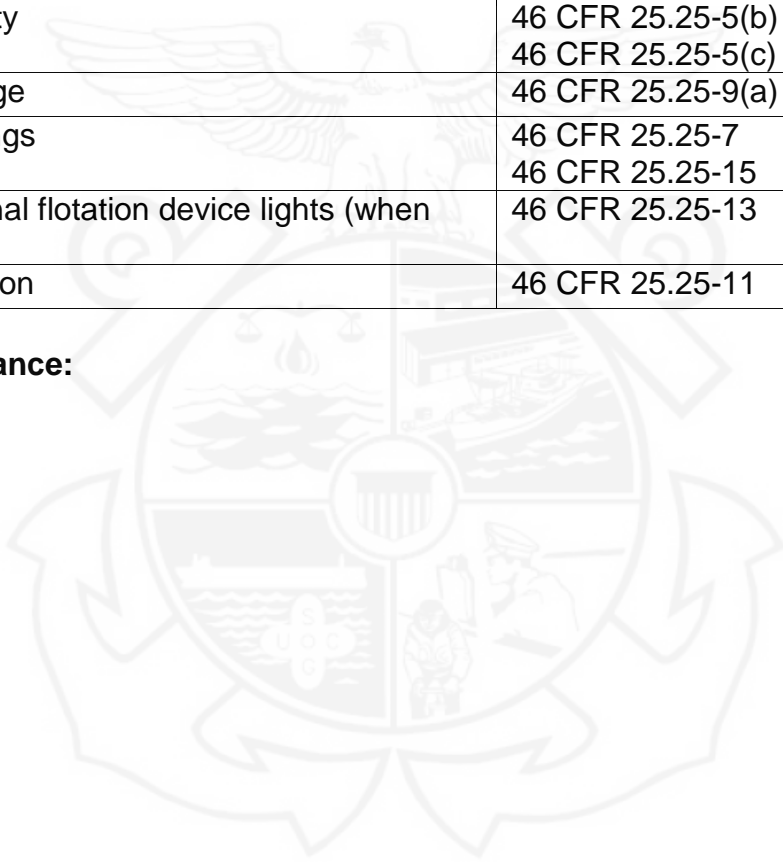 ty 46 CFR 25.25-5(b)
46 CFR 25.25-5(c)
ge 46 CFR 25.25-9(a)
ngs 46 CFR 25.25-7
46 CFR 25.25-15
nal flotation device lights (when 46 CFR 25.25-13
on 46 CFR 25.25-11
ance: